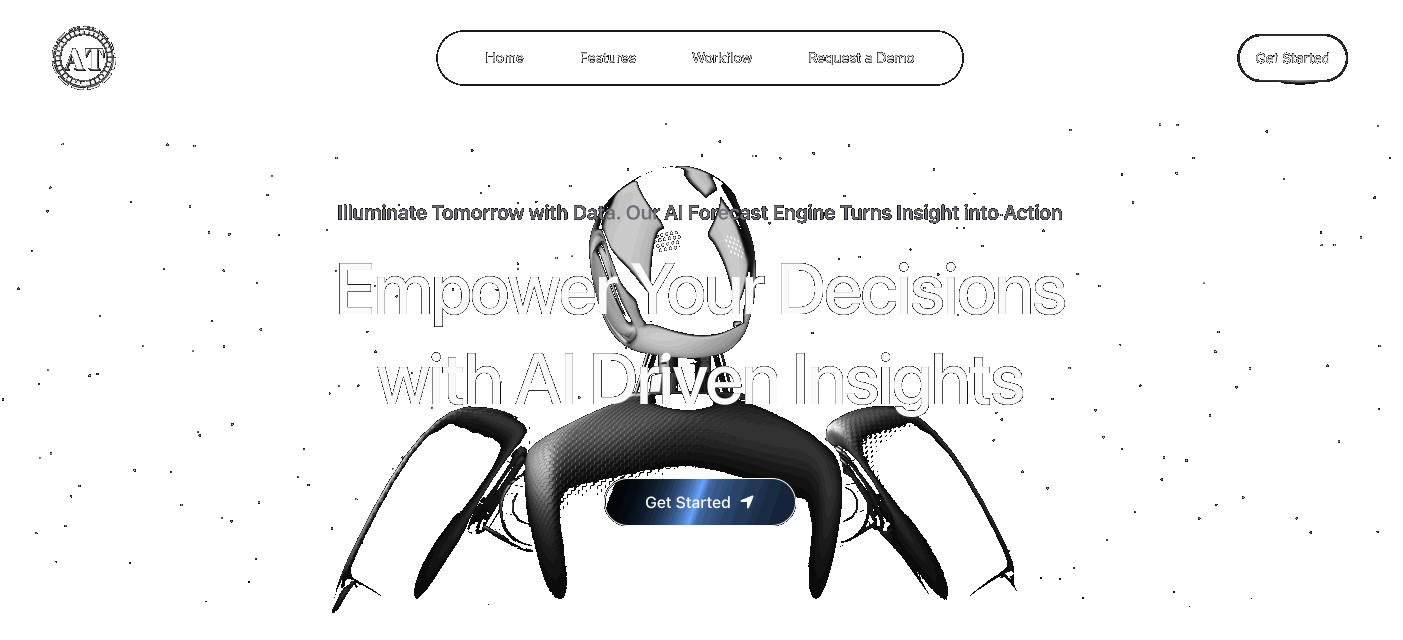 AT
Home Features Workflow Request a Demo
Get Started
Illuminate Tomorrow with Data. Our AI Forecast Engine Turns Insight into Action
Empower Your Decisions
with AI Driven Insights
Get Started